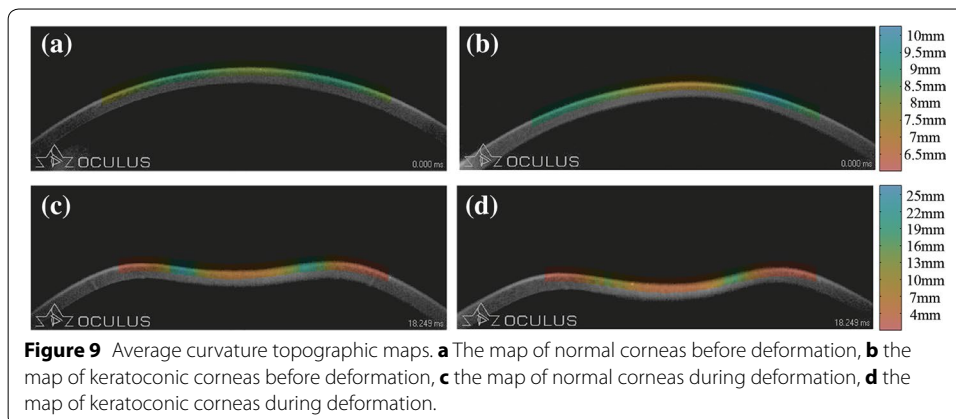 (a)
OCULUS
0.000 ms
(b)
OCULUS
0.000 ms
10mm
9.5mm
9mm
8.5mm
8mm
7.5mm
7mm
6.5mm
(c)
OCULUS
18.249 ms
(d)
OCULUS
18.249 ms
25mm
22mm
19mm
16mm
13mm
10mm
7mm
4mm
Figure 9 Average curvature topographic maps. a The map of normal corneas before deformation, b the
map of keratoconic corneas before deformation, c the map of normal corneas during deformation, d the
map of keratoconic corneas during deformation.